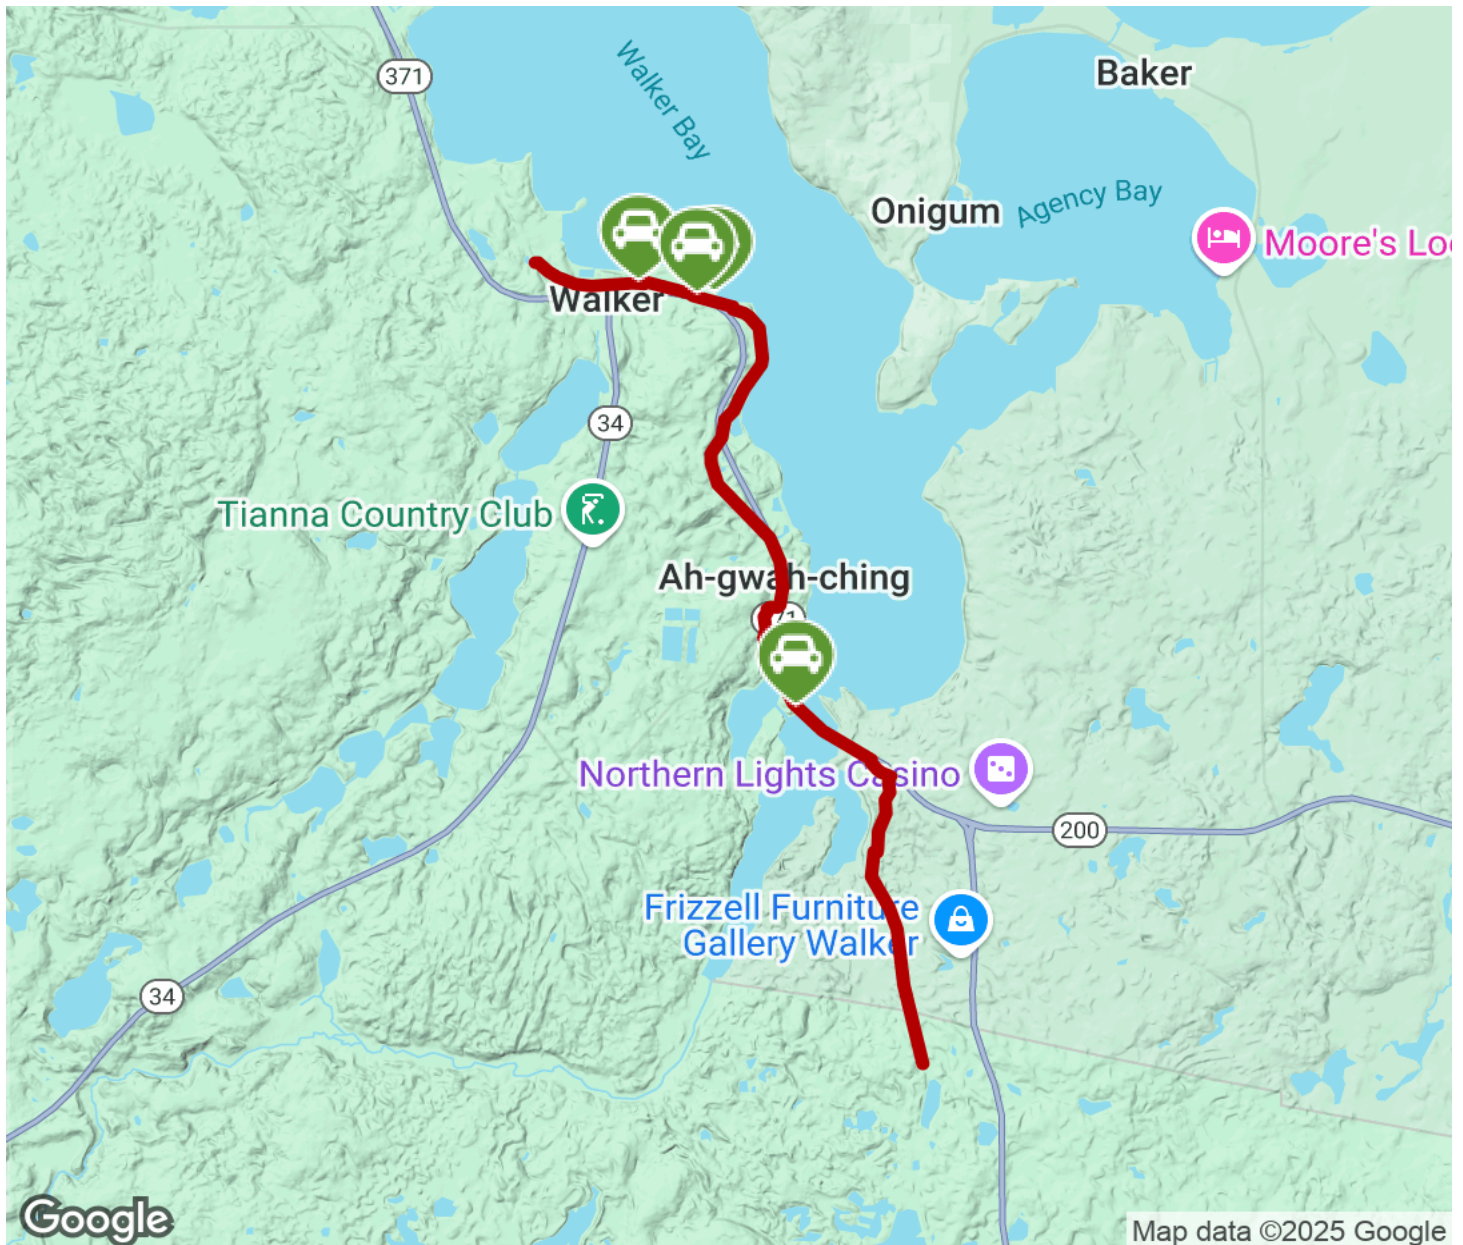 371
Walker Bay
Baker
Onigum
Agency Bay
Moore's Lo
Walker
34
Tianna Country Club
Ah-gwah-ching
Northern Lights Casino
200
Frizzell Furniture
Gallery Walker
34
Google
Map data ©2025 Google